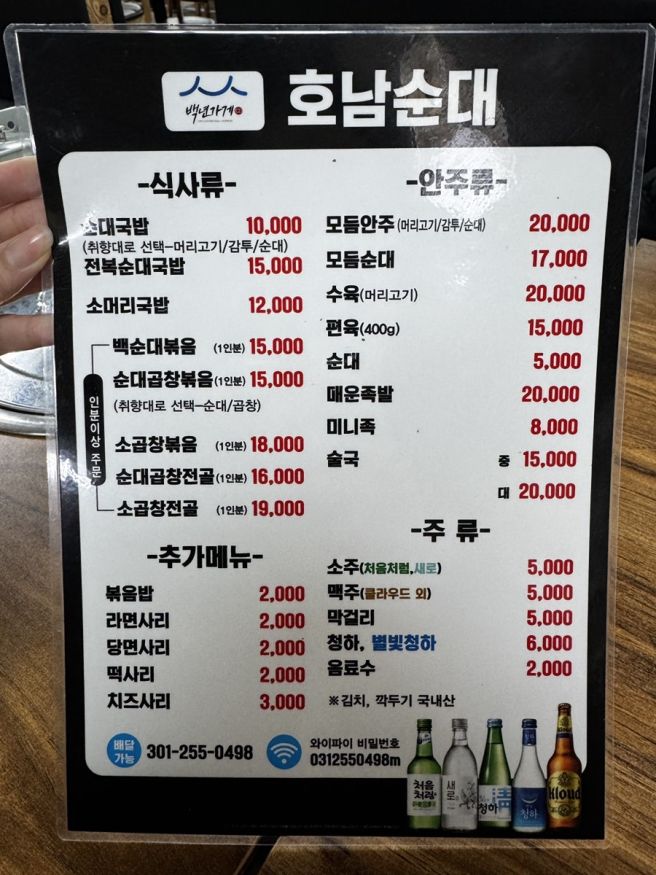 백년가게
호남순대
-식사류-
순대국밥 10,000
(취향대로 선택-머리고기/감투/순대)
전복순대국밥 15,000
소머리국밥 12,000
인분이상 주문
백순대볶음 (1인분) 15,000
순대곱창볶음 (1인분) 15,000
(취향대로 선택-순대/곱창)
소곱창볶음 (1인분) 18,000
순대곱창전골 (1인분) 16,000
소곱창전골 (1인분) 19,000
-추가메뉴-
볶음밥 2,000
라면사리 2,000
당면사리 2,000
떡사리 2,000
치즈사리 3,000
-안주류-
모듬안주 (머리고기/감투/순대) 20,000
모듬순대 17,000
수육(머리고기) 20,000
편육(400g) 15,000
순대 5,000
매운족발 20,000
미니족 8,000
술국 중 15,000
대 20,000
-주 류-
소주(처음처럼,새로) 5,000
맥주(클라우드 외) 5,000
막걸리 5,000
청하, 별빛청하 6,000
음료수 2,000
※김치, 깍두기 국내산
배달
가능
301-255-0498
와이파이 비밀번호
0312550498m
처음
처럼
새로
청하
淸
청하
Kloud